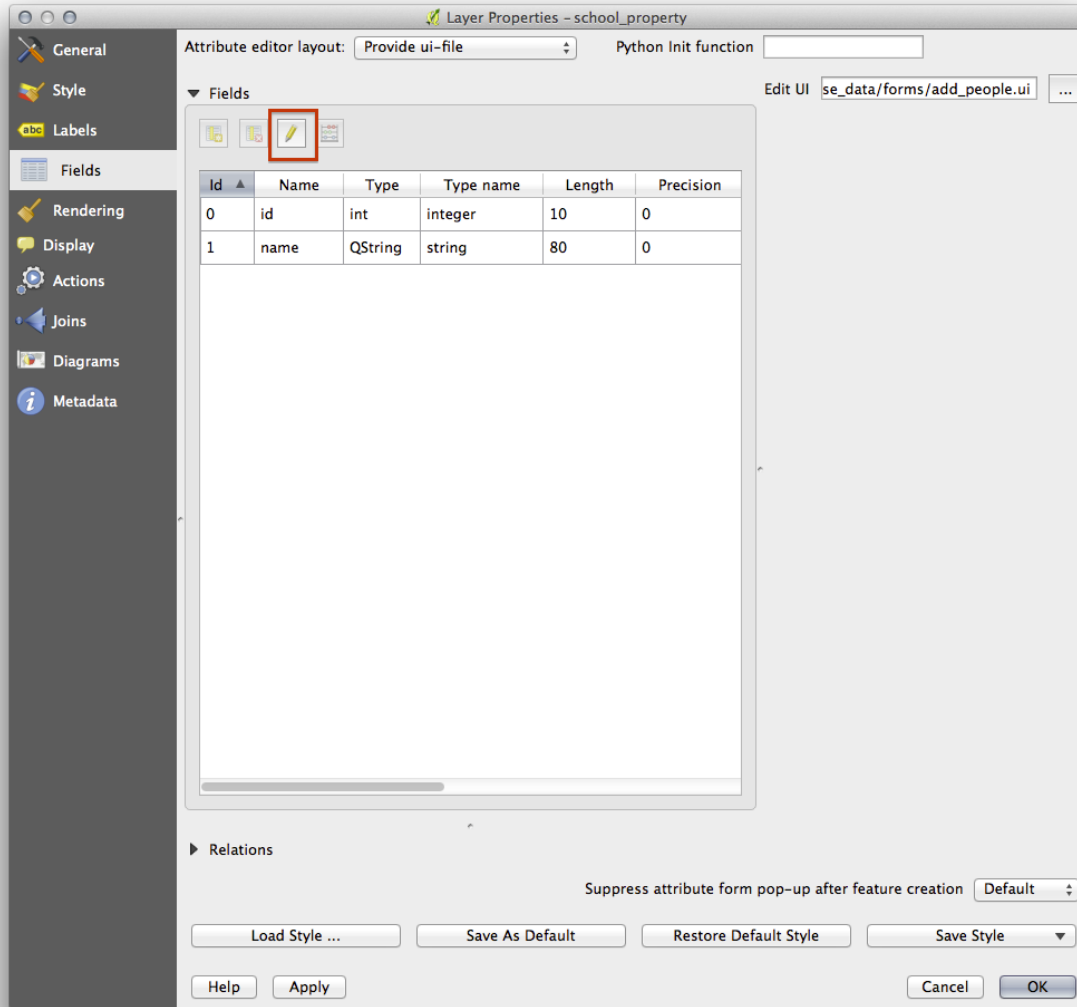 Layer Properties - school_property
General
Style
abc Labels
Fields
Rendering
Display
Actions
Joins
Diagrams
i Metadata
Attribute editor layout: Provide ui-file Python Init function
Fields
Edit UI se_data/forms/add_people.ui ...
Id Name Type Type name Length Precision
0 id int integer 10 0
1 name QString string 80 0
Relations
Suppress attribute form pop-up after feature creation Default
Load Style ... Save As Default Restore Default Style Save Style
Help Apply Cancel OK